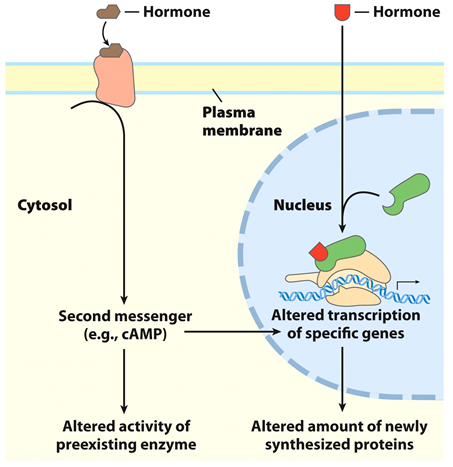 Hormone
Hormone
Plasma
membrane
Cytosol
Nucleus
Second messenger
(e.g., cAMP)
Altered transcription
of specific genes
Altered activity of
preexisting enzyme
Altered amount of newly
synthesized proteins